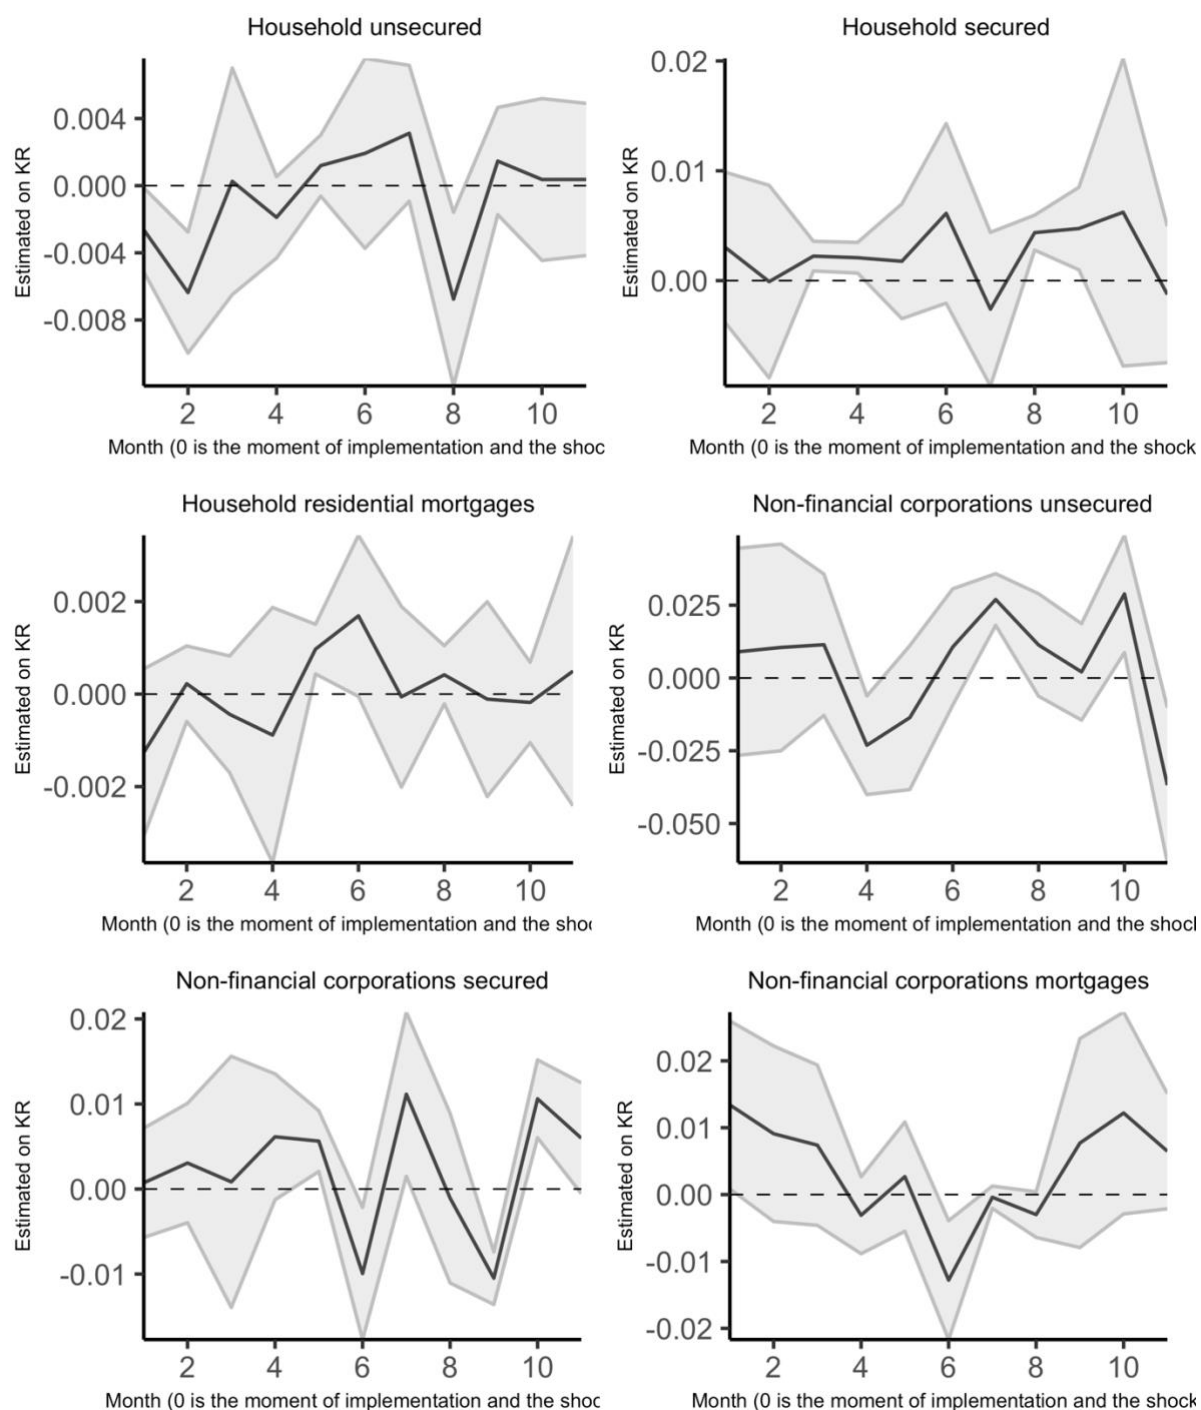 Household unsecured
Estimated on KR
0.004
0.000
-0.004
-0.008
2 4 6 8 10
Month (0 is the moment of implementation and the shoc
Household secured
Estimated on KR
0.02
0.01
0.00
2 4 6 8 10
Month (0 is the moment of implementation and the shock
Household residential mortgages
Estimated on KR
0.002
0.000
-0.002
2 4 6 8 10
Month (0 is the moment of implementation and the shoc
Non-financial corporations unsecured
Estimated on KR
0.025
0.000
-0.025
-0.050
2 4 6 8 10
Month (0 is the moment of implementation and the shock
Non-financial corporations secured
Estimated on KR
0.02
0.01
0.00
-0.01
2 4 6 8 10
Month (0 is the moment of implementation and the shoc
Non-financial corporations mortgages
Estimated on KR
0.02
0.01
0.00
-0.01
-0.02
2 4 6 8 10
Month (0 is the moment of implementation and the shock